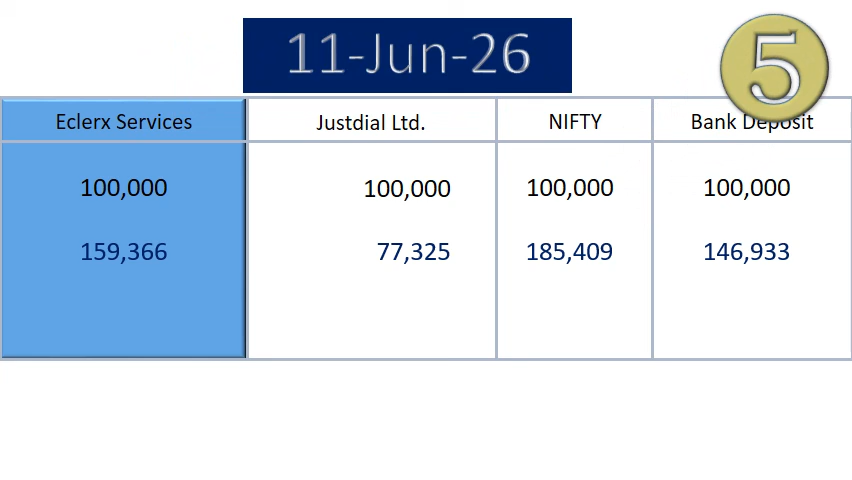 11-Jun-26
5
Eclerx Services Justdial Ltd. NIFTY Bank Deposit
100,000 100,000 100,000 100,000
159,366 77,325 185,409 146,933